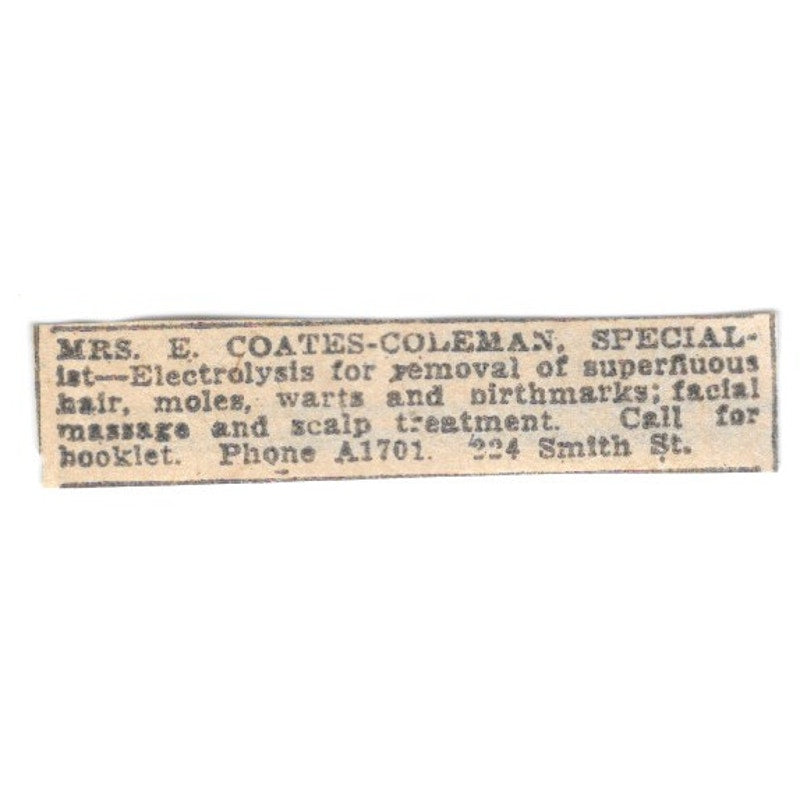 MRS. E. COATES-COLEMAN, SPECIAL-
ist—Electrolysis for removal of superfluous
hair, moles, warts and birthmarks; facial
massage and scalp treatment. Call for
booklet. Phone A1701. 224 Smith St.